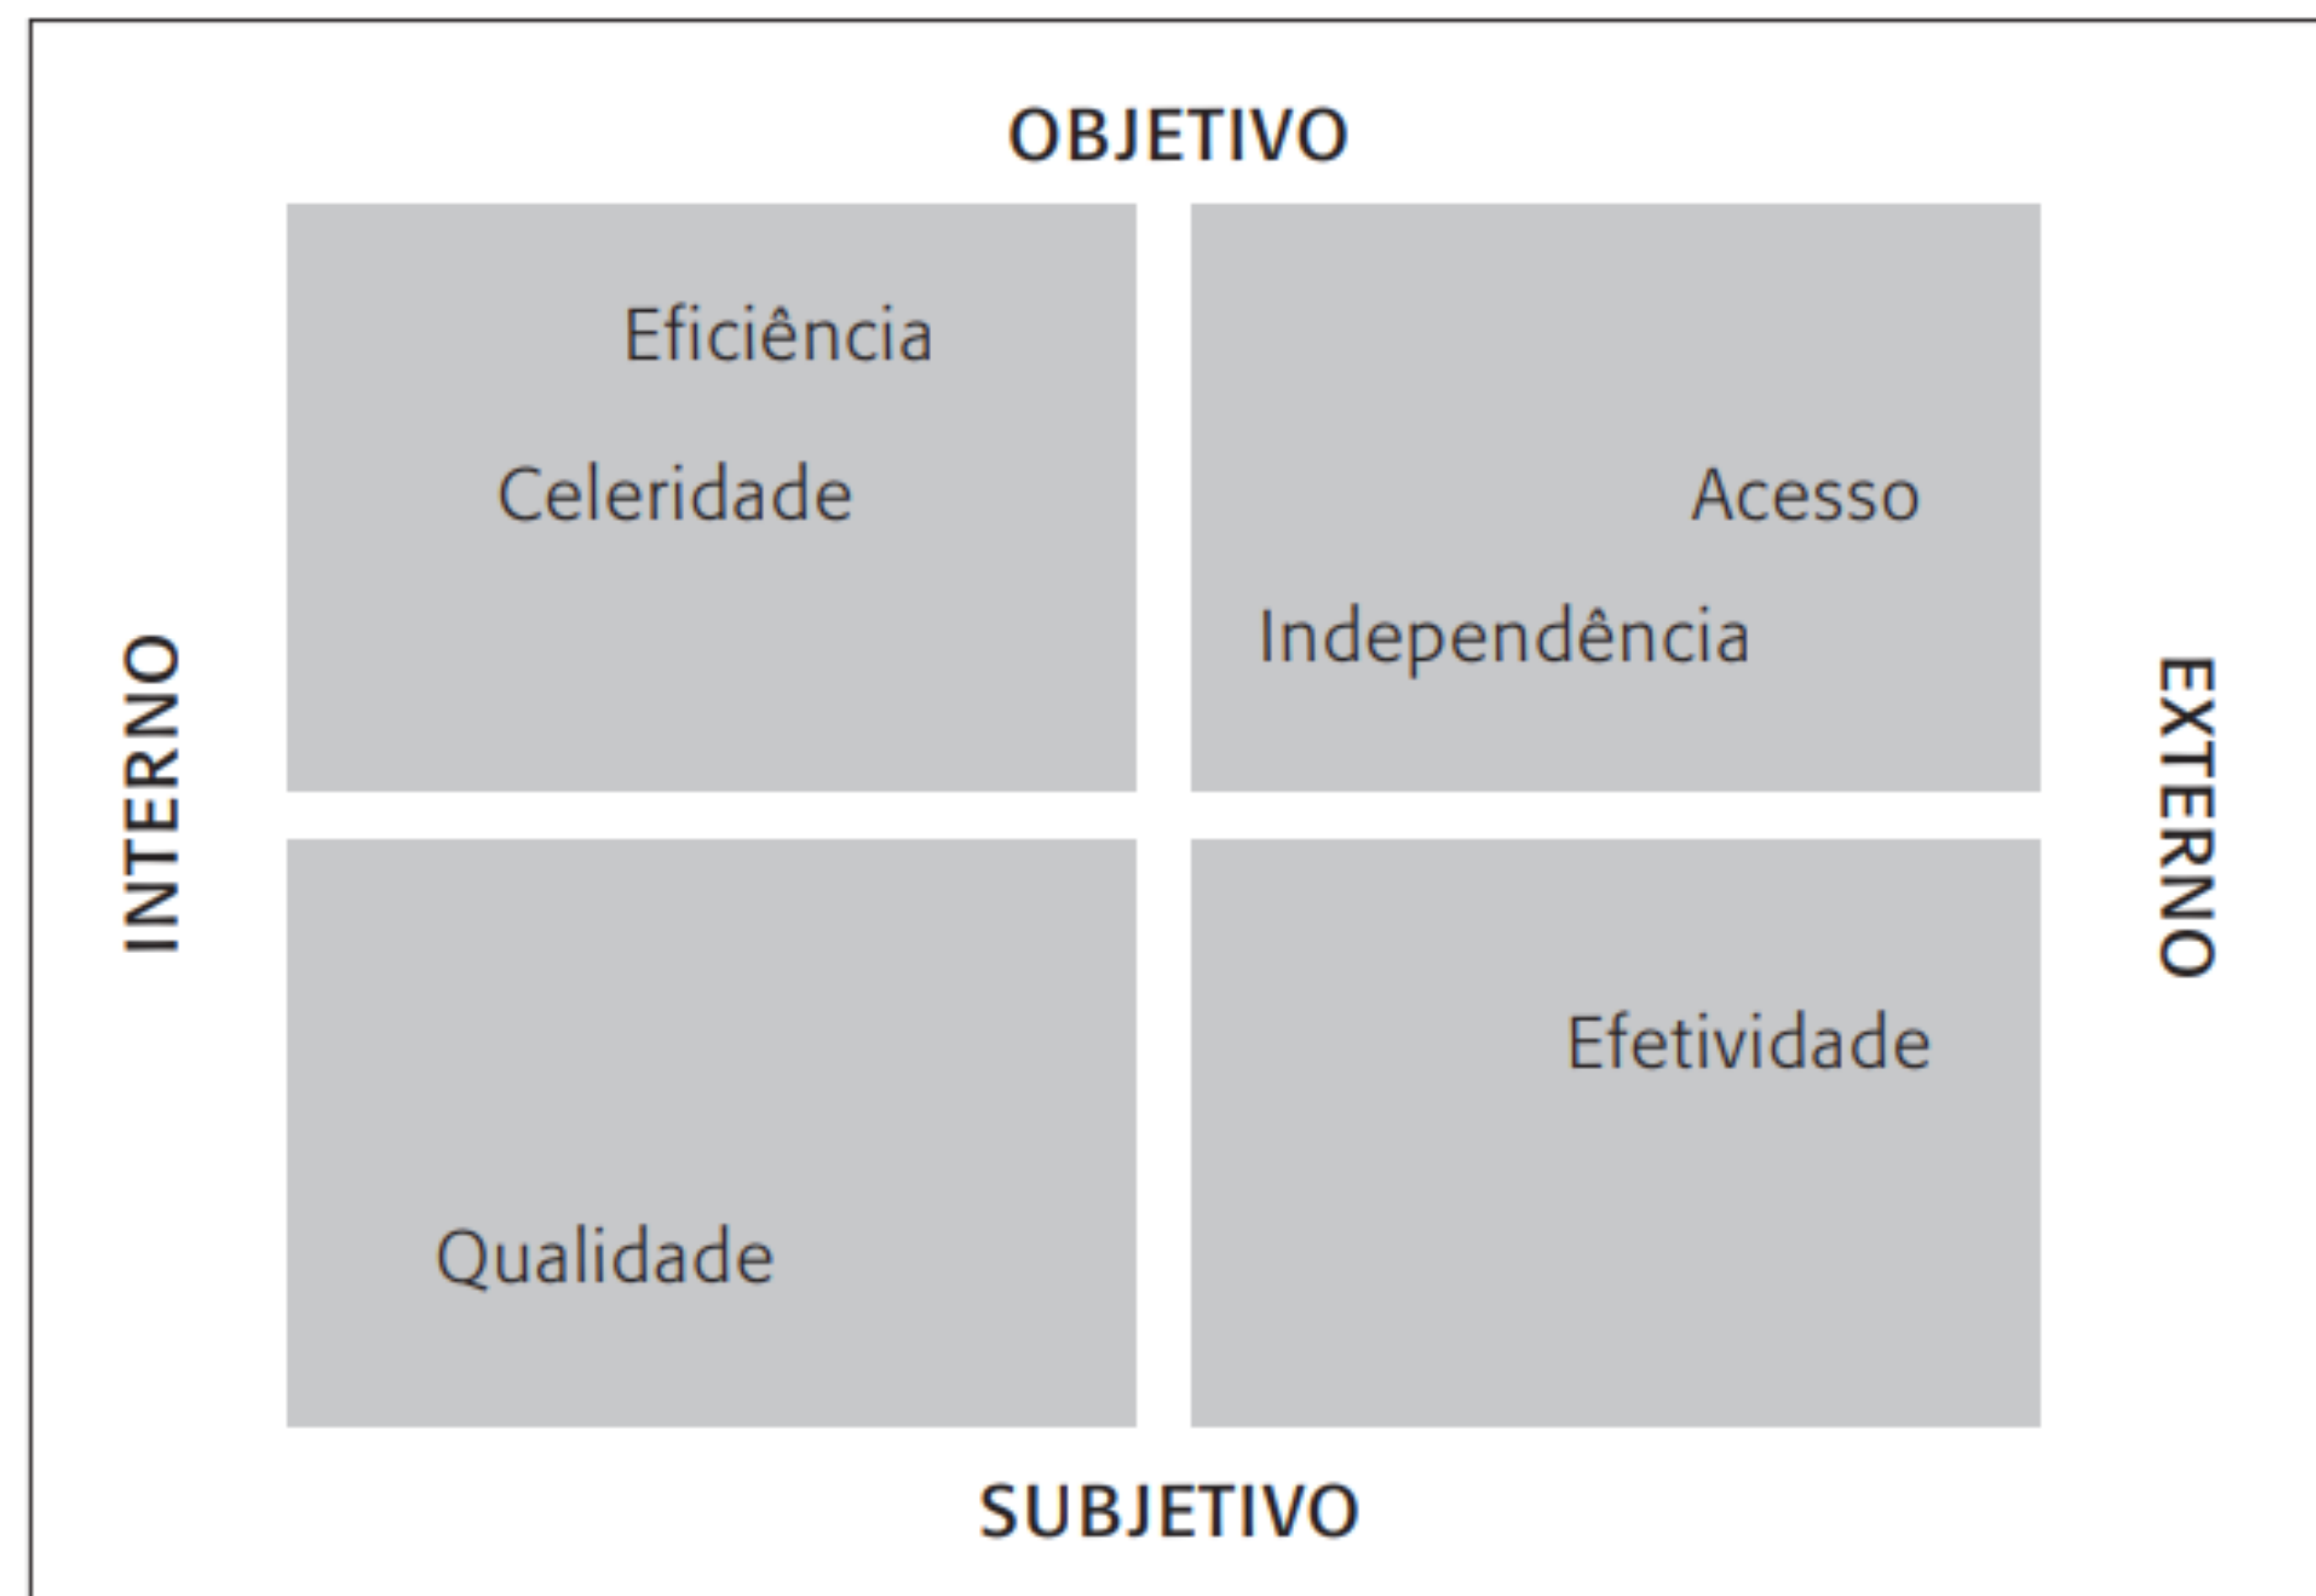 OBJETIVO
Eficiência
Celeridade
Acesso
Independência
INTERNO
EXTERNO
Efetividade
Qualidade
SUBJETIVO